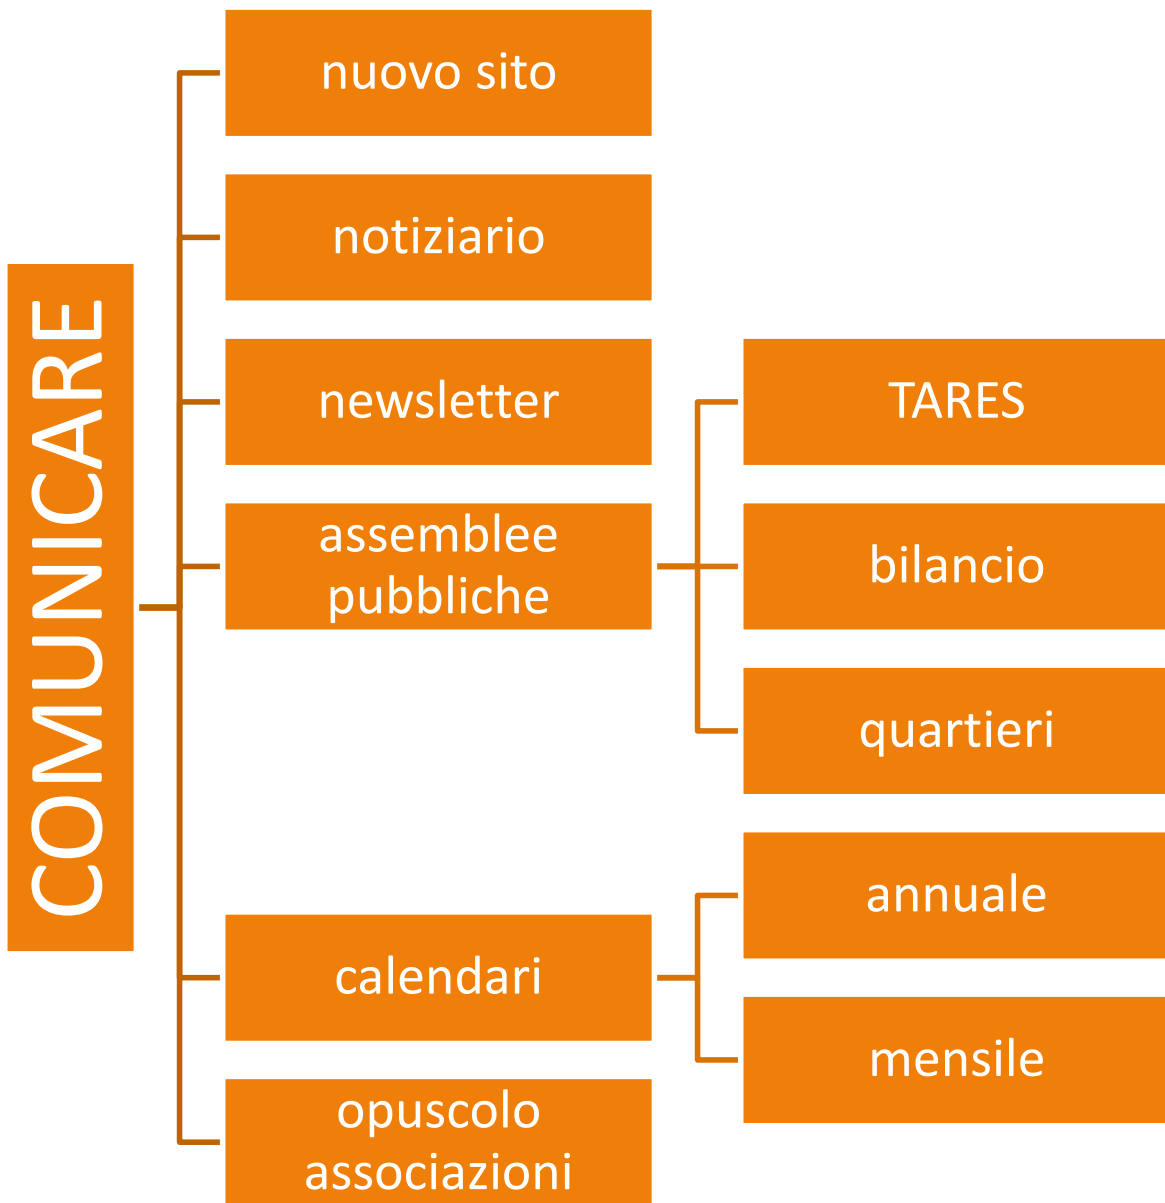 COMUNICARE
nuovo sito
notiziario
newsletter
assemblee
pubbliche
TARES
bilancio
quartieri
calendari
annuale
mensile
opuscolo
associazioni